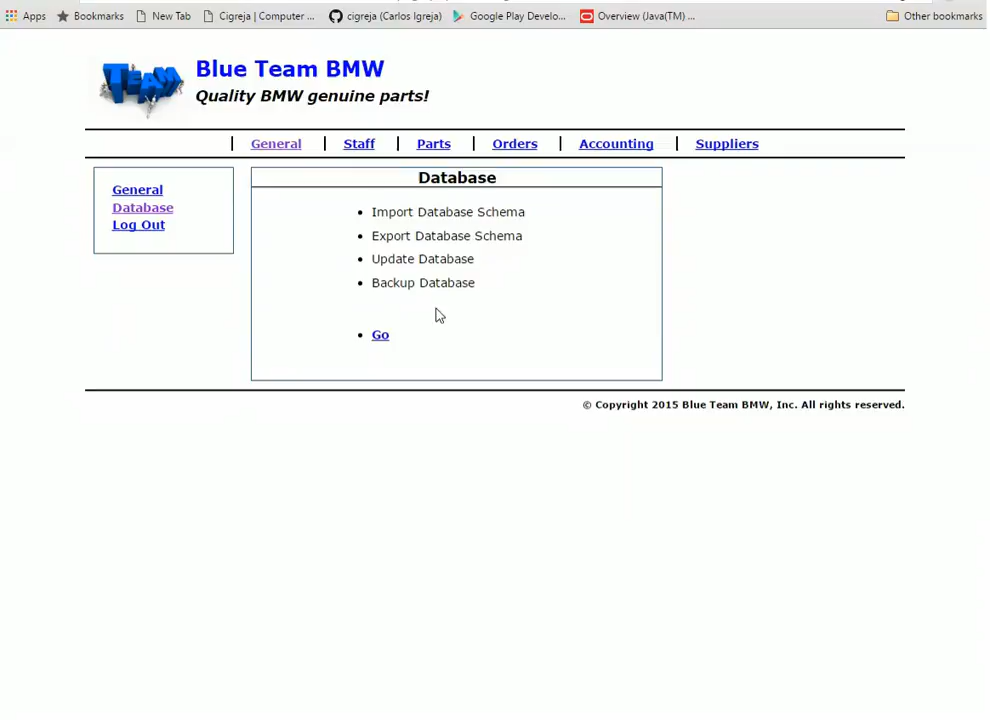 Apps Bookmarks New Tab Cigreja | Computer ... cigreja (Carlos Igreja) Google Play Develo... Overview (Java(TM) ... Other bookmarks
TEAM
Blue Team BMW
Quality BMW genuine parts!
General Staff Parts Orders Accounting Suppliers
General
Database
Log Out
Database
• Import Database Schema
• Export Database Schema
• Update Database
• Backup Database
• Go
© Copyright 2015 Blue Team BMW, Inc. All rights reserved.